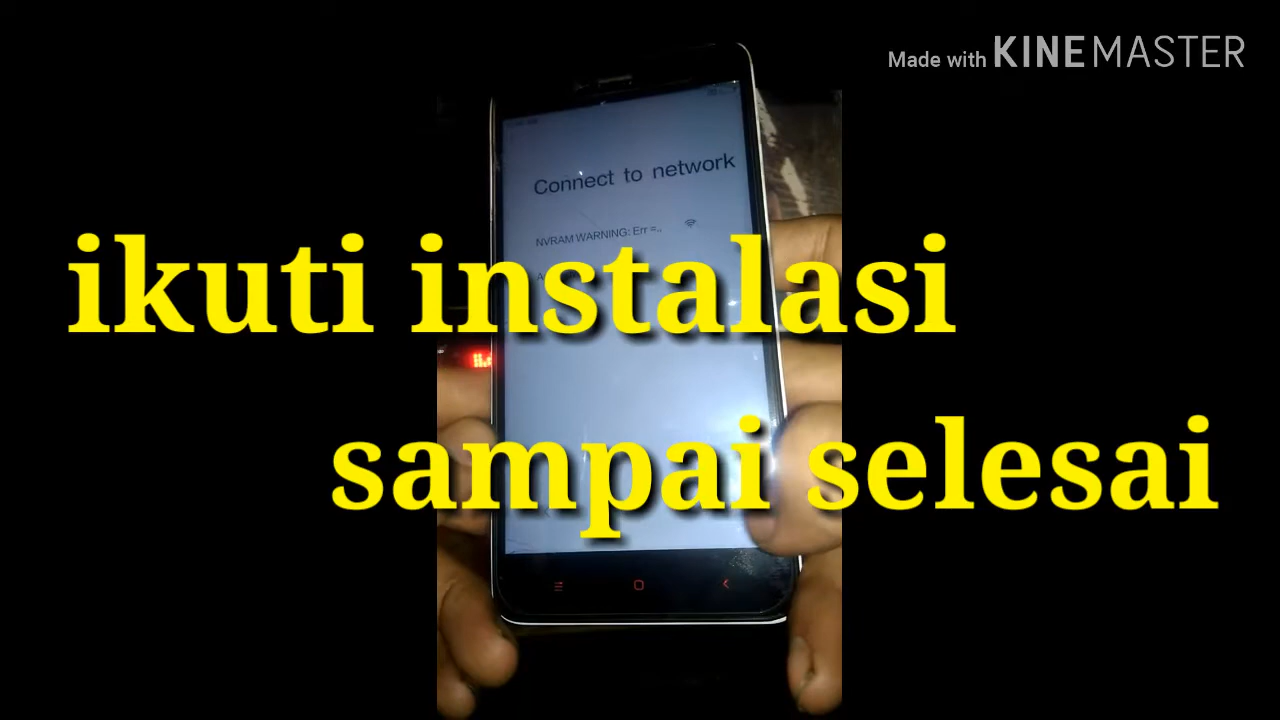 Made with KINEMASTER
Connect to network
NVRAM WARNING: Err =..
ikuti instalasi
sampai selesai